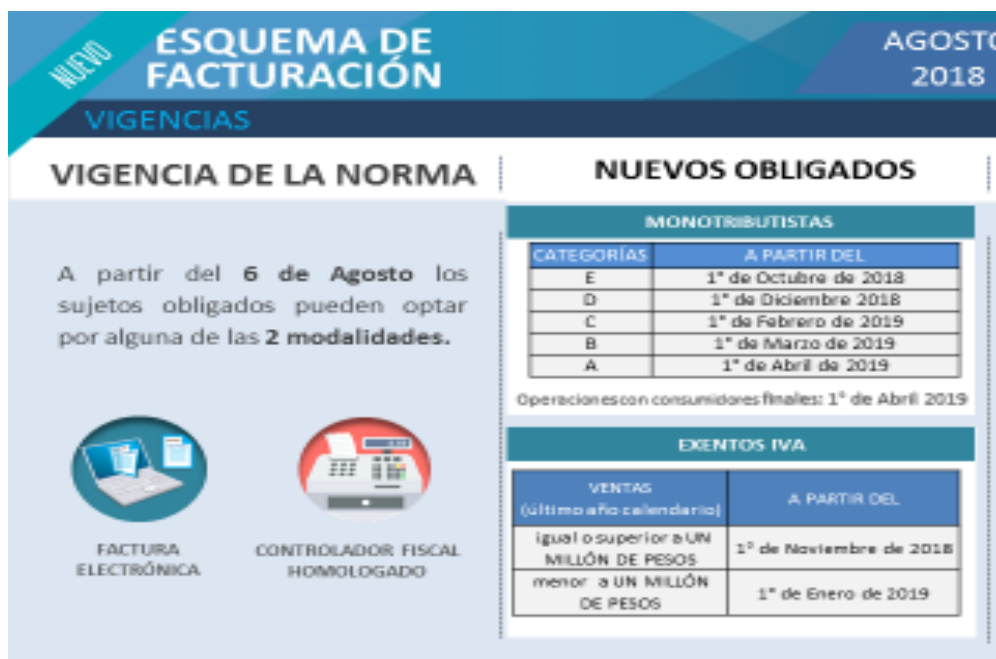 NUEVO
ESQUEMA DE
FACTURACIÓN
AGOSTO
2018
VIGENCIAS
VIGENCIA DE LA NORMA
A partir del 6 de Agosto los
sujetos obligados pueden optar
por alguna de las 2 modalidades.
FACTURA
ELECTRÓNICA
CONTROLADOR FISCAL
HOMOLOGADO
NUEVOS OBLIGADOS
MONOTRIBUTISTAS
CATEGORÍAS A PARTIR DEL
E 1° de Octubre de 2018
D 1° de Diciembre 2018
C 1° de Febrero de 2019
B 1° de Marzo de 2019
A 1° de Abril de 2019
Operaciones con consumidores finales: 1° de Abril 2019
EXENTOS IVA
VENTAS
(último año calendario)
A PARTIR DEL
igual o superior a UN
MILLÓN DE PESOS
1° de Noviembre de 2018
menor a UN MILLÓN
DE PESOS
1° de Enero de 2019